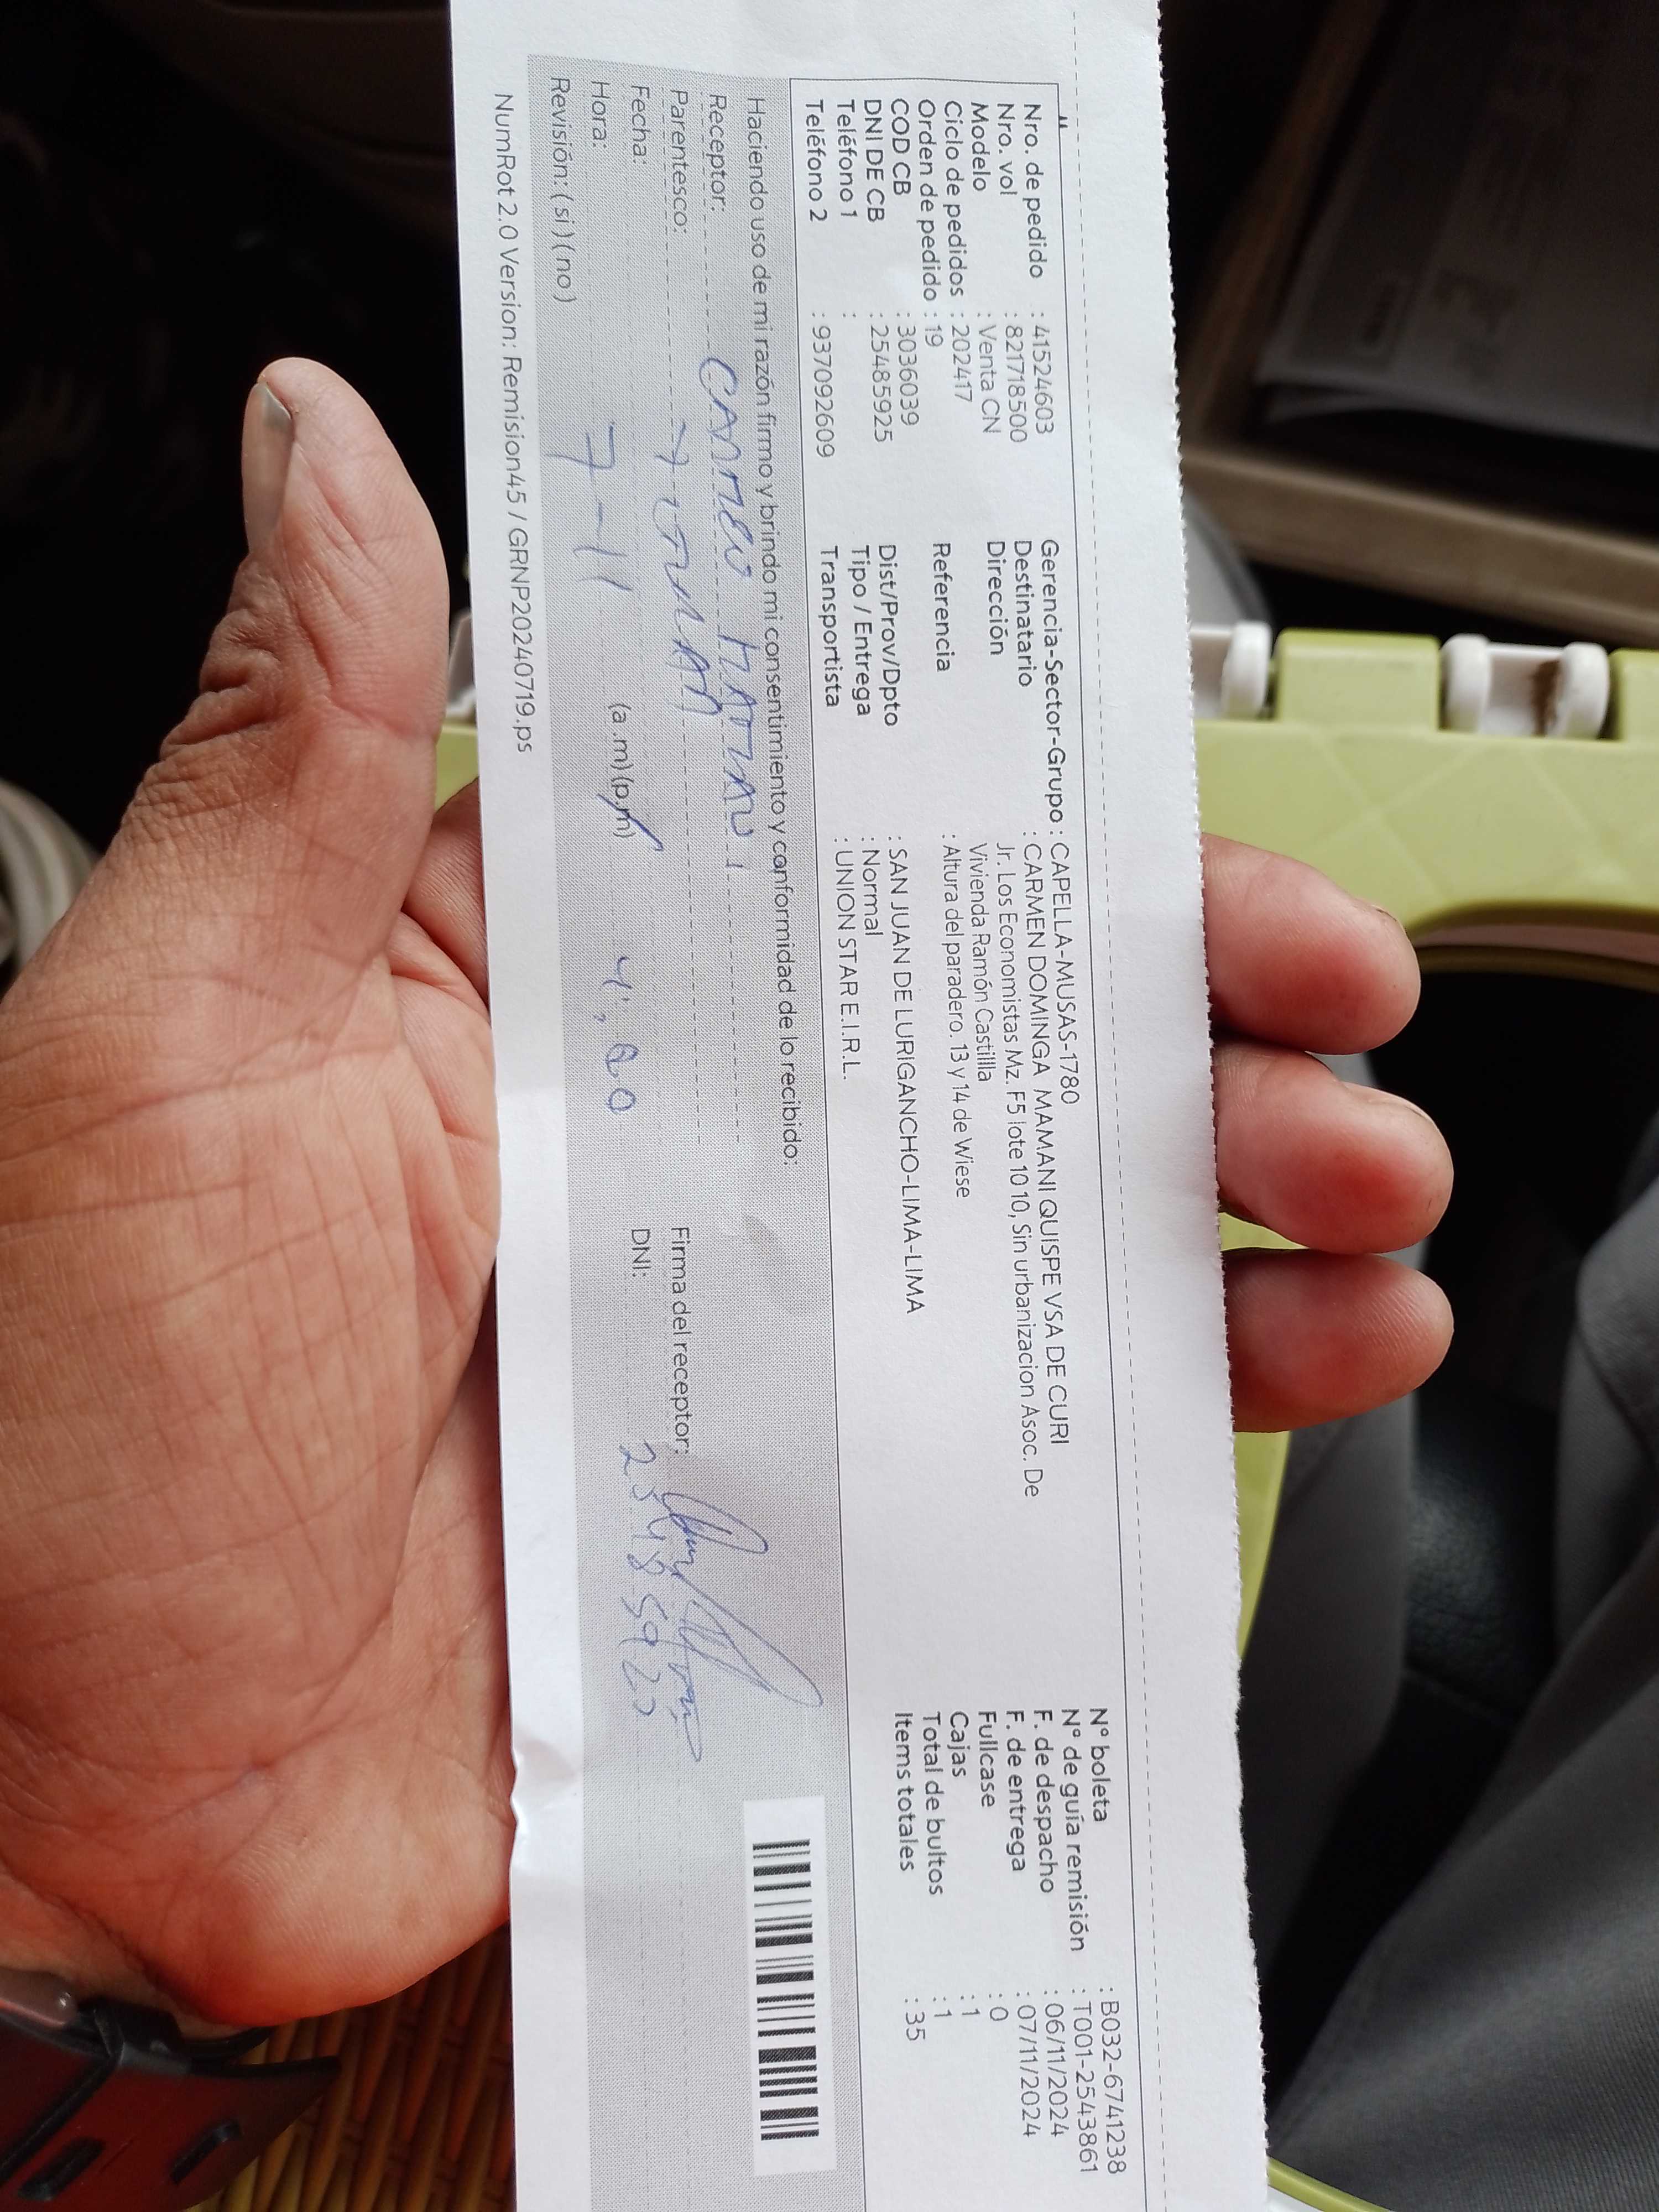 Nro. de pedido : 41524603
Nro. vol : 821718500
Modelo : Venta CN
Ciclo de pedidos : 202417
Orden de pedido : 19
COD CB : 3036039
DNI DE CB : 25485925
Teléfono 1 :
Teléfono 2 : 937092609
Gerencia-Sector-Grupo : CAPELLA-MUSAS-1780
Destinatario : CARMEN DOMINGA MAMANI QUISPE VSA DE CURI
Dirección Jr. Los Economistas Mz. F5 lote 10 10, Sin urbanizacion Asoc. De
Vivienda Ramón Castillla
Referencia : Altura del paradero. 13 y 14 de Wiese
Dist/Prov/Dpto : SAN JUAN DE LURIGANCHO-LIMA-LIMA
Tipo / Entrega : Normal
Transportista : UNION STAR E.I.R.L.
N° boleta : B032-6741238
N° de guía remisión : T001-2543861
F. de despacho : 06/11/2024
F. de entrega : 07/11/2024
Fullcase : 0
Cajas : 1
Total de bultos : 1
Items totales : 35
Haciendo uso de mi razón firmo y brindo mi consentimiento y conformidad de lo recibido:
Receptor: CARMEN MAMANI
Parentesco:
Fecha: 7-11
Hora: (a.m) (p.m) 4:20
Revisión: ( si ) ( no )
Firma del receptor:
DNI: 25485925
NumRot 2.0 Version: Remision45 / GRNP20240719.ps